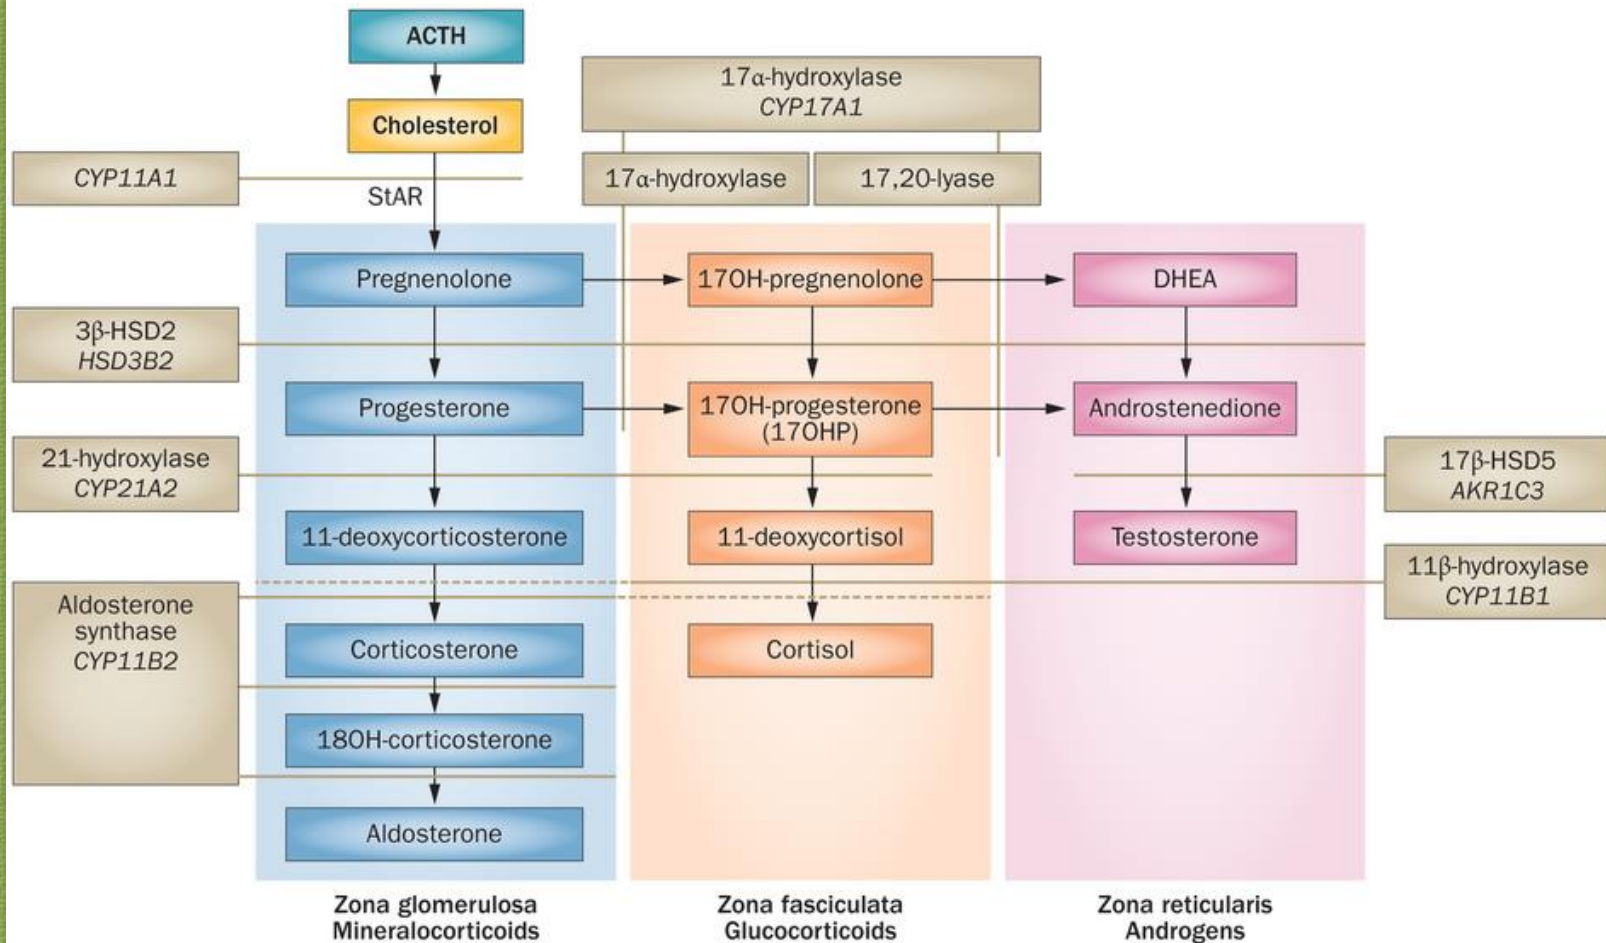 ACTH
Cholesterol
17α-hydroxylase
CYP17A1
CYP11A1
StAR
17α-hydroxylase
17,20-lyase
Pregnenolone
17OH-pregnenolone
DHEA
3β-HSD2
HSD3B2
Progesterone
17OH-progesterone
(17OHP)
Androstenedione
21-hydroxylase
CYP21A2
17β-HSD5
AKR1C3
11-deoxycorticosterone
11-deoxycortisol
Testosterone
11β-hydroxylase
CYP11B1
Aldosterone
synthase
CYP11B2
Corticosterone
Cortisol
18OH-corticosterone
Aldosterone
Zona glomerulosa
Mineralocorticoids
Zona fasciculata
Glucocorticoids
Zona reticularis
Androgens